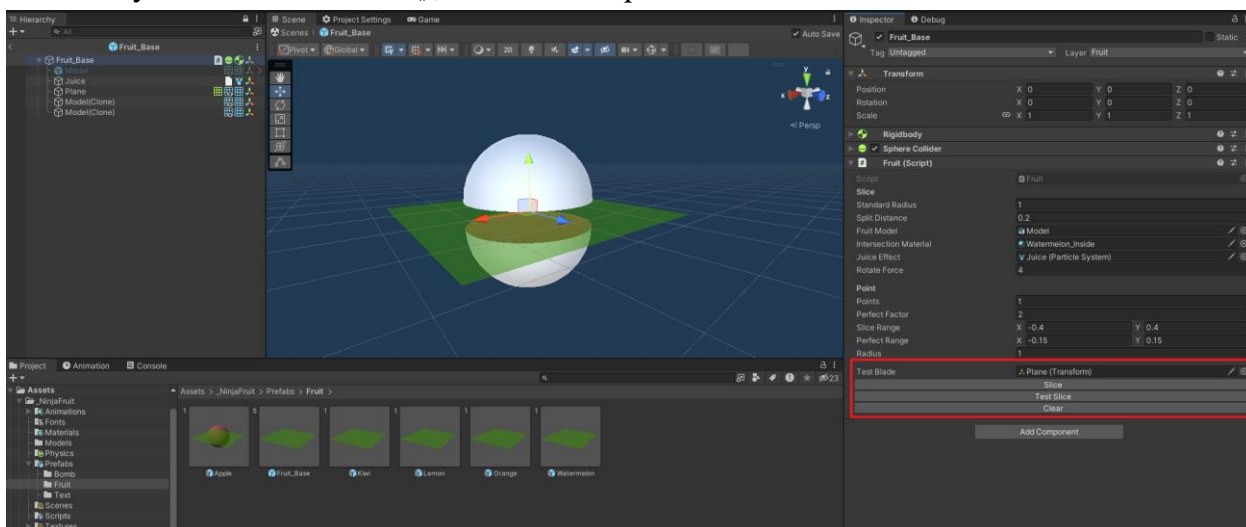 Hierarchy
All
Fruit_Base
Fruit_Base
Model
Juice
Plane
Model(Clone)
Model(Clone)
Scene
Project Settings
Game
Scenes
Fruit_Base
Auto Save
Pivot
Global
2D
y
x
z
Persp
Project
Animation
Console
23
Assets
_NinjaFruit
Animations
Fonts
Materials
Models
Physics
Prefabs
Bomb
Fruit
Text
Scenes
Scripts
Textures
Assets > _NinjaFruit > Prefabs > Fruit >
Apple
Fruit_Base
Kiwi
Lemon
Orange
Watermelon
Inspector
Debug
Fruit_Base
Static
Tag Untagged
Layer Fruit
Transform
Position X 0 Y 0 Z 0
Rotation X 0 Y 0 Z 0
Scale X 1 Y 1 Z 1
Rigidbody
Sphere Collider
Fruit (Script)
Script Fruit
Slice
Standard Radius 1
Split Distance 0.2
Fruit Model Model
Intersection Material Watermelon_Inside
Juice Effect Juice (Particle System)
Rotate Force 4
Point
Points 1
Perfect Factor 2
Slice Range X -0.4 Y 0.4
Perfect Range X -0.15 Y 0.15
Radius 1
Test Blade Plane (Transform)
Slice
Test Slice
Clear
Add Component